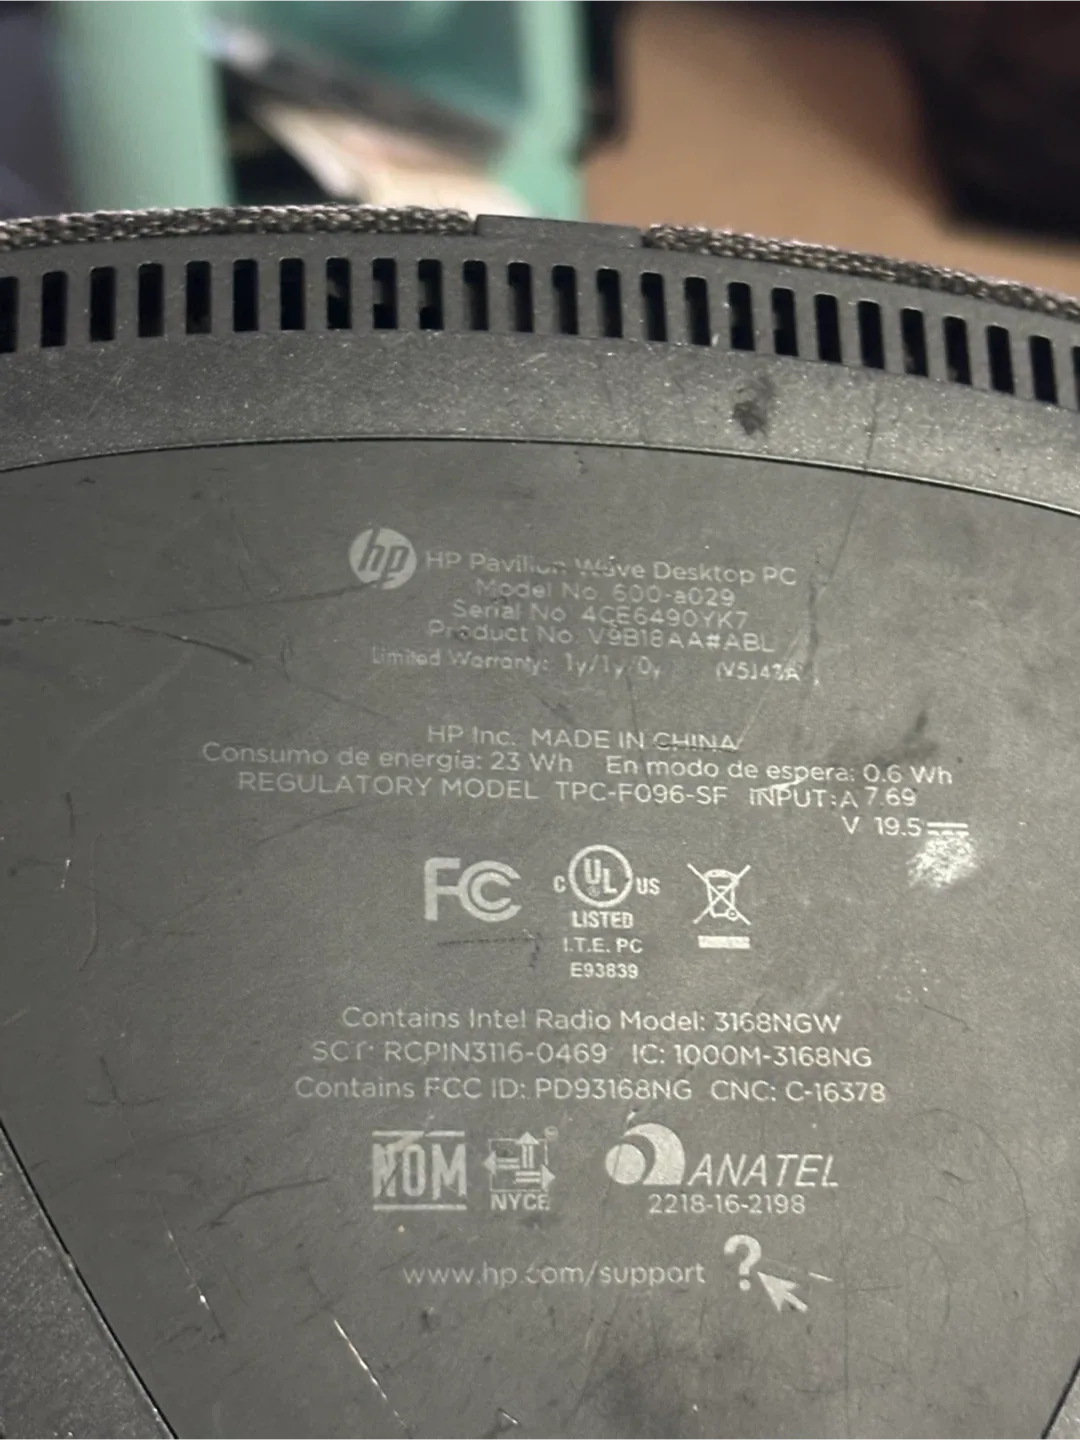 hp HP Pavilion Wave Desktop PC
Model No. 600-a029
Serial No. 4CE6490YK7
Product No. V9B18AA#ABL
Limited Warranty: 1y/1y/0y (V5J43A)
HP Inc. MADE IN CHINA
Consumo de energía: 23 Wh En modo de espera: 0.6 Wh
REGULATORY MODEL TPC-F096-SF INPUT: A 7.69
V 19.5
FC
C UL ® US
LISTED
I.T.E. PC
E93839
Contains Intel Radio Model: 3168NGW
SCT: RCPIN3116-0469 IC: 1000M-3168NG
Contains FCC ID: PD93168NG CNC: C-16378
NOM NYCE ANATEL
2218-16-2198
www.hp.com/support ?